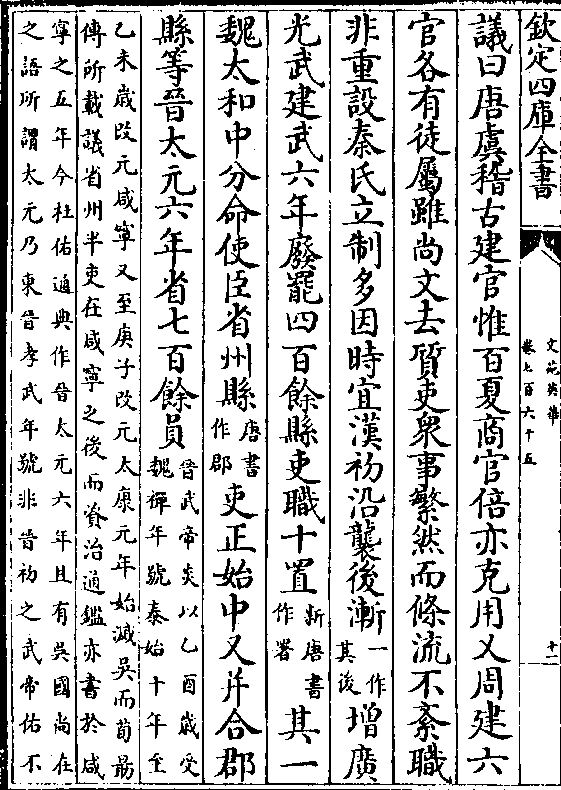 欽定四庫全書
文苑英華
卷七百六十五
十一
議曰唐虞稽古建官惟百夏商官倍亦克用乂周建六
官各有徒屬雖尚文去質吏衆事繁然而條流不紊職
非重設秦氏立制多因時宜漢初沿襲後漸一作其後增廣
光武建武六年廢罷四百餘縣吏職十置新唐書作署其一
魏太和中分命使臣省州縣唐書作郡吏正始中又并合郡
縣等晉太元六年省七百餘員晉武帝炎以乙酉嵗受魏禪年號泰始十年至
乙未嵗改元咸寧又至庚子改元太康元年始滅吳而荀勗
傳所載議省州半吏在咸寧之後而資治通鑑亦書於咸
寧之五年今杜佑通典作晉太元六年且有吳國尚在
之語所謂太元乃東晉孝武年號非晉初之武帝佑不